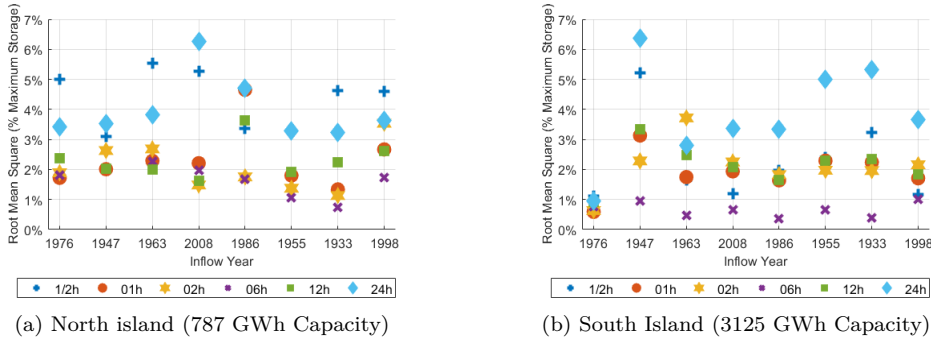 Root Mean Square (% Maximum Storage)
7%
6%
5%
4%
3%
2%
1%
0%
1976 1947 1963 2008 1986 1955 1933 1998
Inflow Year
1/2h 01h 02h 06h 12h 24h
(a) North island (787 GWh Capacity)
Root Mean Square (% Maximum Storage)
7%
6%
5%
4%
3%
2%
1%
0%
1976 1947 1963 2008 1986 1955 1933 1998
Inflow Year
1/2h 01h 02h 06h 12h 24h
(b) South Island (3125 GWh Capacity)